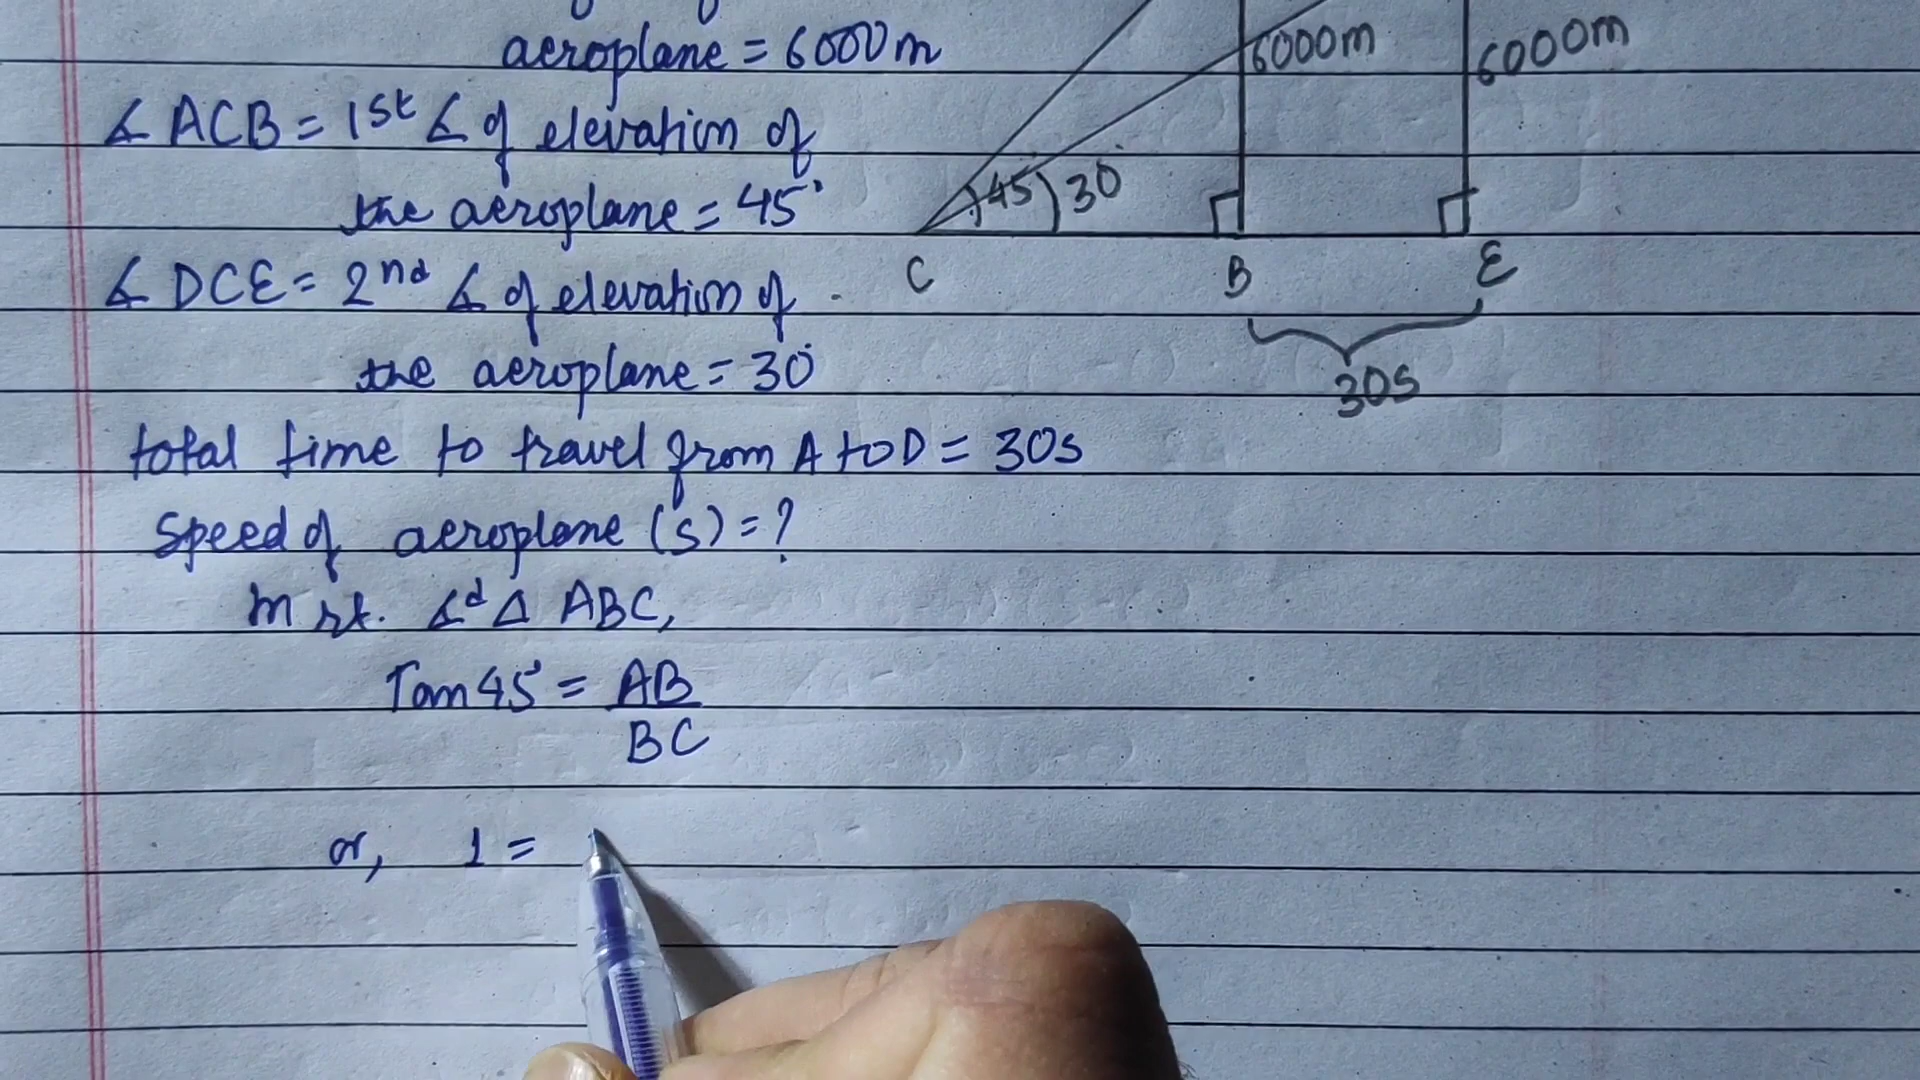 aeroplane = 6000m
∡ ACB = 1st ∡ of elevation of
the aeroplane = 45°
∡ DCE = 2nd ∡ of elevation of
the aeroplane = 30°
total time to travel from A to D = 30s
Speed of aeroplane (s) = ?
In rt. ∡d Δ ABC,
Tan 45° = AB
BC
or, 1 =
6000m
6000m
45
30°
C
B
E
30s